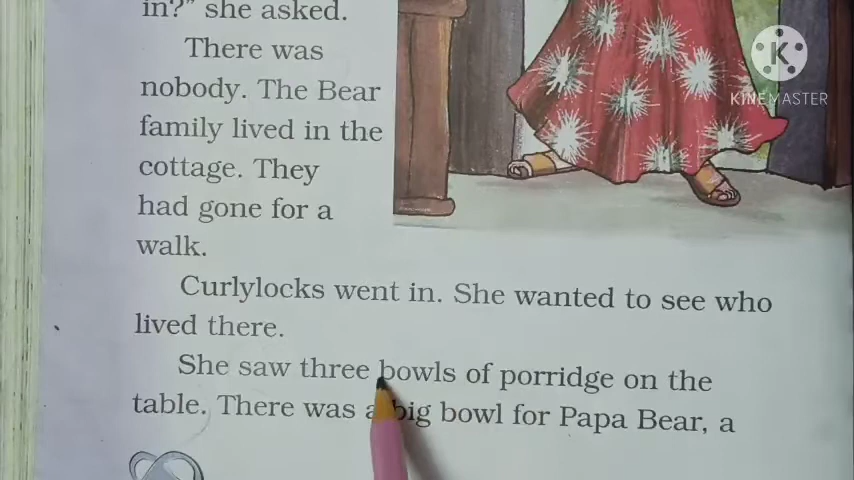 in?" she asked.
There was
nobody. The Bear
family lived in the
cottage. They
had gone for a
walk.
Curlylocks went in. She wanted to see who
lived there.
She saw three bowls of porridge on the
table. There was a big bowl for Papa Bear, a
K
KINEMASTER